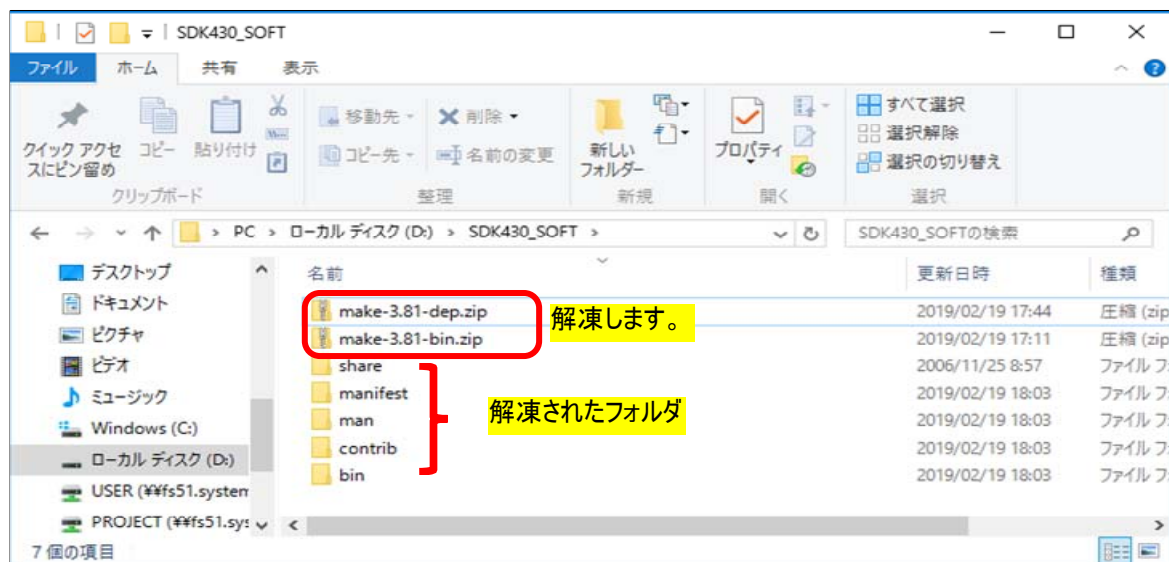 SDK430_SOFT
ファイル ホーム 共有 表示
クイック アクセスにピン留め
コピー
貼り付け
移動先
コピー先
削除
名前の変更
新しいフォルダー
プロパティ
すべて選択
選択解除
選択の切り替え
クリップボード 整理 新規 開く 選択
PC > ローカル ディスク (D:) > SDK430_SOFT >
SDK430_SOFTの検索
デスクトップ
ドキュメント
ピクチャ
ビデオ
ミュージック
Windows (C:)
ローカル ディスク (D:)
USER (¥¥fs51.system
PROJECT (¥¥fs51.sys
名前 更新日時 種類
make-3.81-dep.zip 2019/02/19 17:44 圧縮 (zip
make-3.81-bin.zip 2019/02/19 17:11 圧縮 (zip
share 2006/11/25 8:57 ファイル フ
manifest 2019/02/19 18:03 ファイル フ
man 2019/02/19 18:03 ファイル フ
contrib 2019/02/19 18:03 ファイル フ
bin 2019/02/19 18:03 ファイル フ
解凍します。
解凍されたフォルダ
7 個の項目